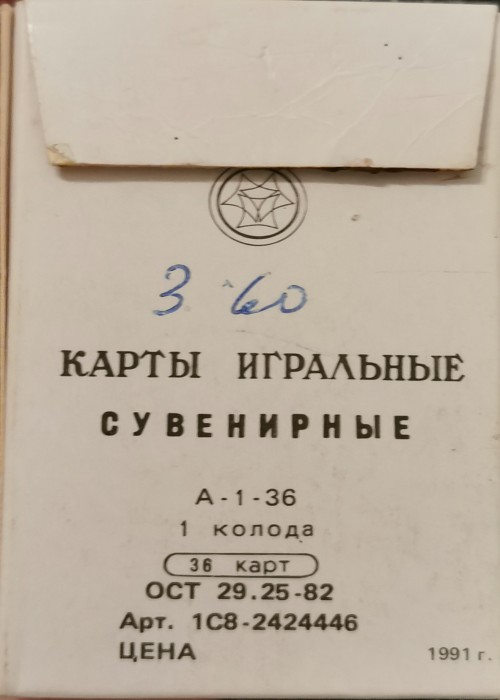 3 60
КАРТЫ ИГРАЛЬНЫЕ
СУВЕНИРНЫЕ
А-1-36
1 колода
36 карт
ОСТ 29.25-82
Арт. 1С8-2424446
ЦЕНА
1991 г.